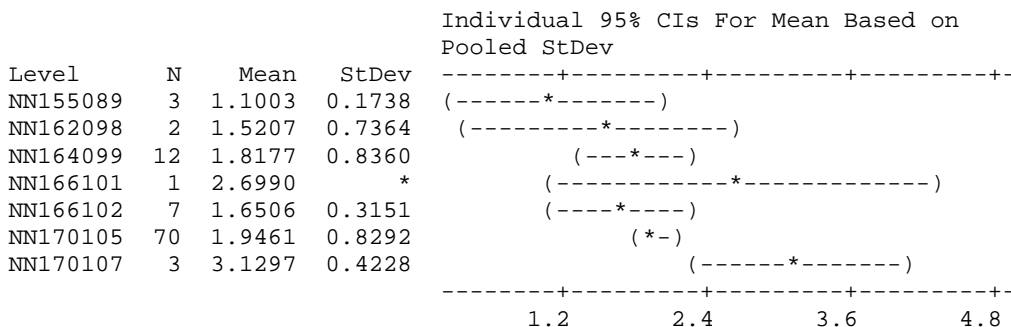 Individual 95% CIs For Mean Based on
                              Pooled StDev
Level      N    Mean   StDev  --------+---------+---------+---------+-
NN155089   3  1.1003  0.1738  (------*-------)
NN162098   2  1.5207  0.7364   (---------*--------)
NN164099  12  1.8177  0.8360           (---*---)
NN166101   1  2.6990       *         (------------*-------------)
NN166102   7  1.6506  0.3151         (----*----)
NN170105  70  1.9461  0.8292               (*-)
NN170107   3  3.1297  0.4228                   (------*-------)
                              --------+---------+---------+---------+-
                                     1.2       2.4       3.6       4.8